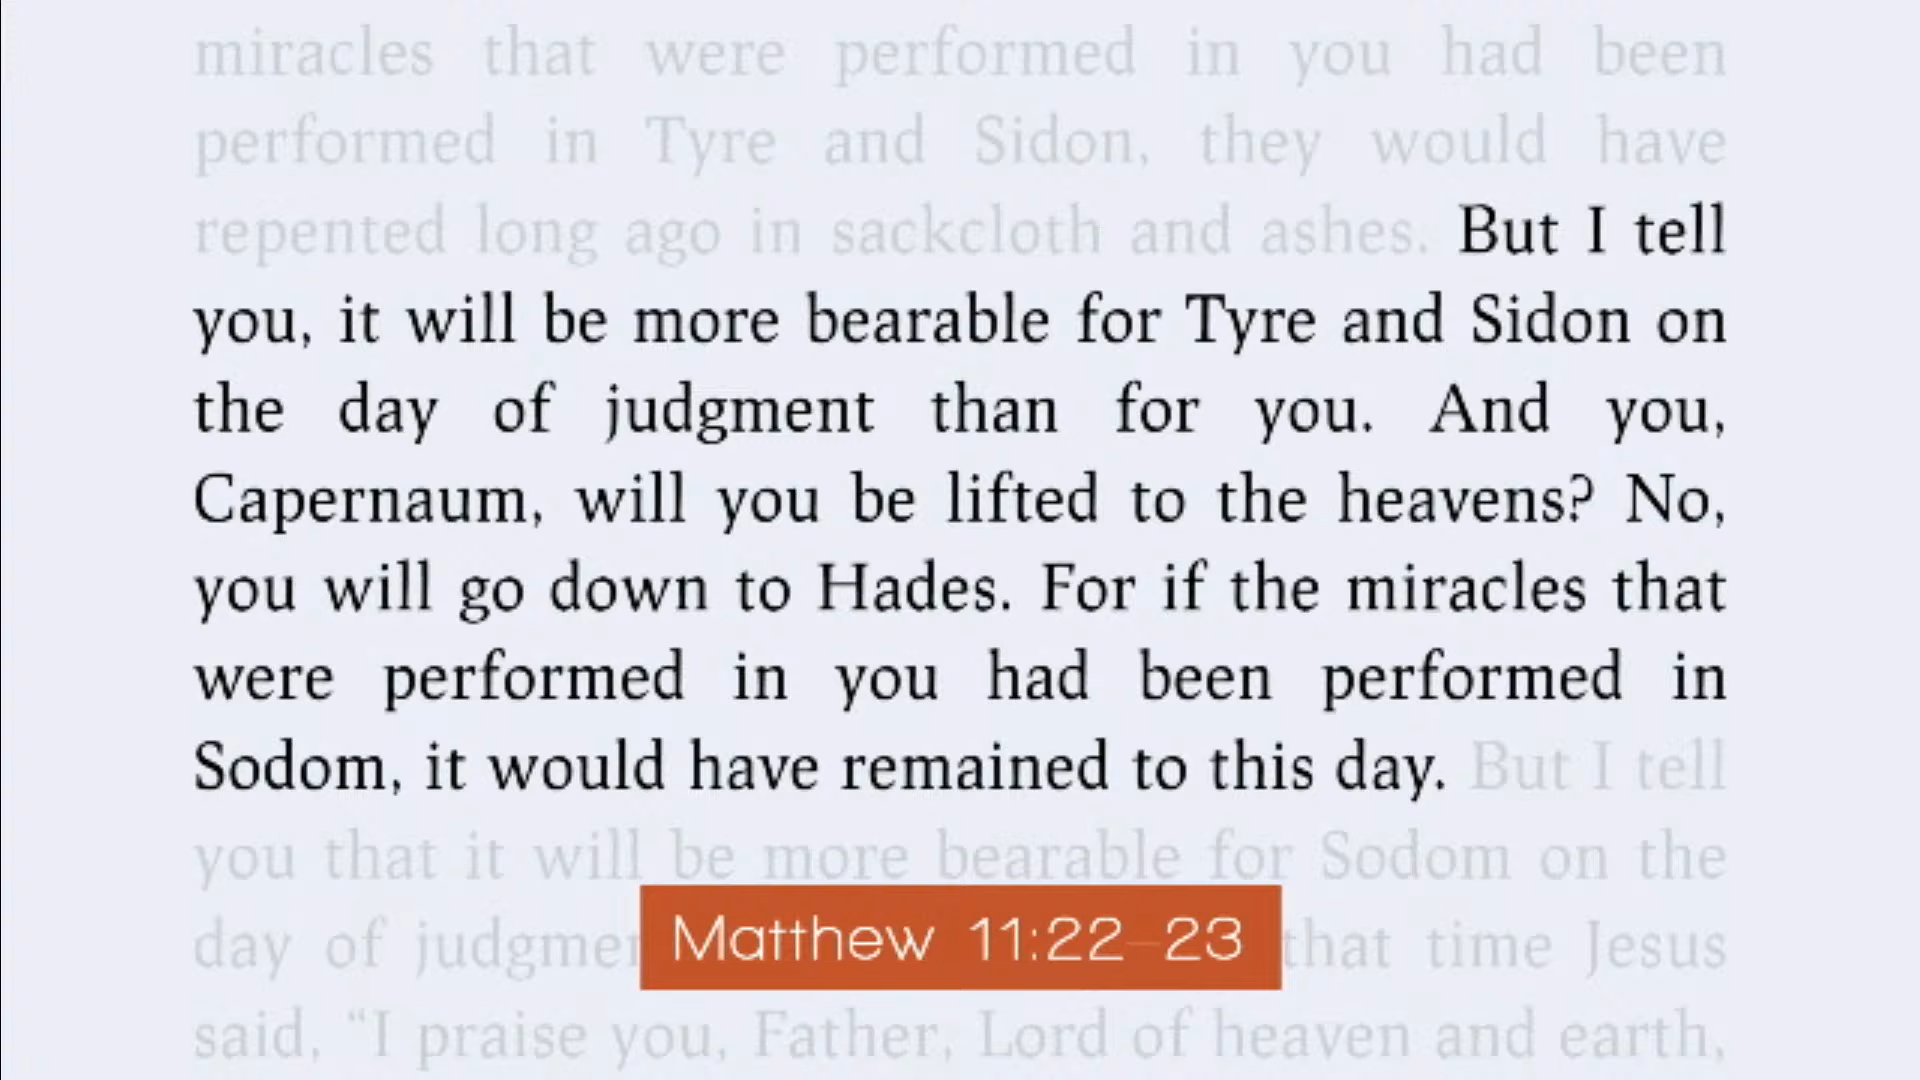 miracles that were performed in you had been
performed in Tyre and Sidon, they would have
repented long ago in sackcloth and ashes. But I tell
you, it will be more bearable for Tyre and Sidon on
the day of judgment than for you. And you,
Capernaum, will you be lifted to the heavens? No,
you will go down to Hades. For if the miracles that
were performed in you had been performed in
Sodom, it would have remained to this day. But I tell
you that it will be more bearable for Sodom on the
day of judgmen that time Jesus
Matthew 11:22–23
said, “I praise you, Father, Lord of heaven and earth,